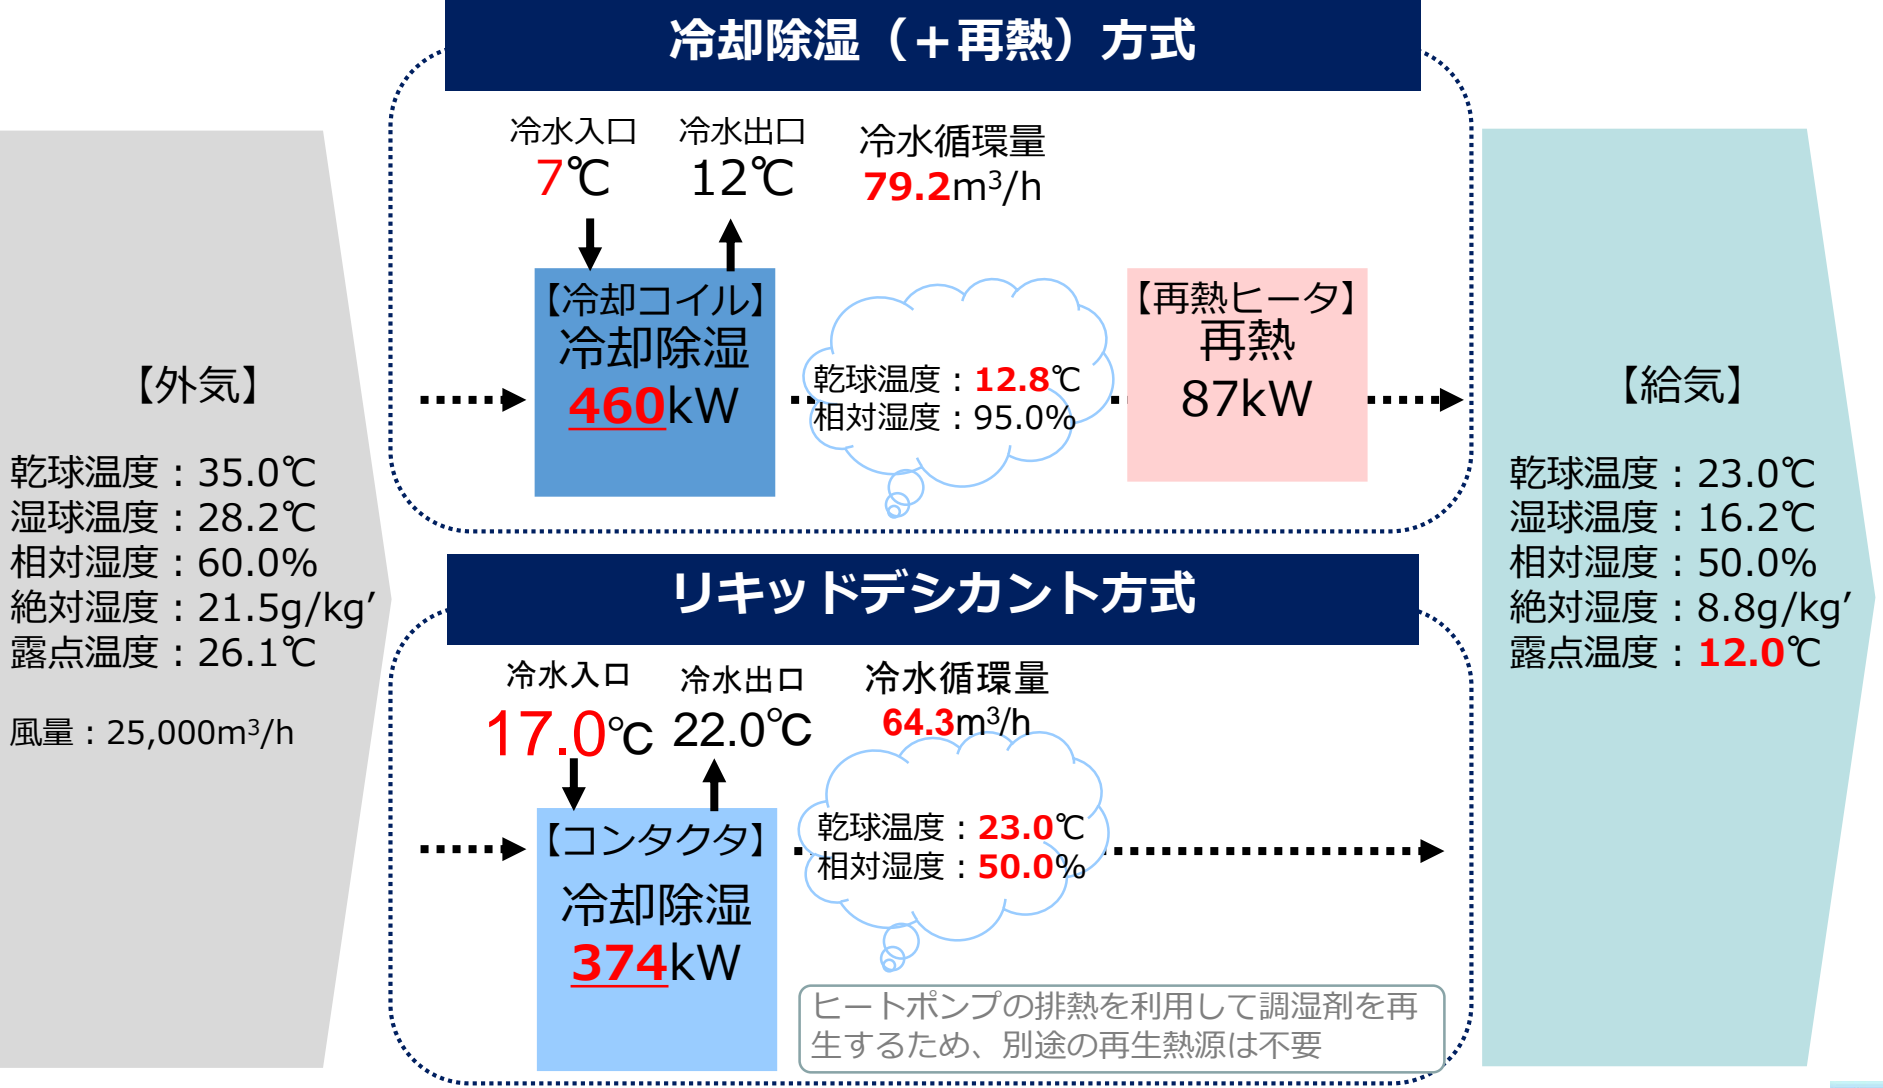 冷却除湿（＋再熱）方式
冷水入口
7℃
冷水出口
12℃
冷水循環量
79.2m³/h
【冷却コイル】
冷却除湿
460kW
乾球温度：12.8℃
相対湿度：95.0%
【再熱ヒータ】
再熱
87kW
【外気】
乾球温度：35.0℃
湿球温度：28.2℃
相対湿度：60.0%
絶対湿度：21.5g/kg′
露点温度：26.1℃
風量：25,000m³/h
【給気】
乾球温度：23.0℃
湿球温度：16.2℃
相対湿度：50.0%
絶対湿度：8.8g/kg′
露点温度：12.0℃
リキッドデシカント方式
冷水入口
17.0℃
冷水出口
22.0℃
冷水循環量
64.3m³/h
【コンタクタ】
冷却除湿
374kW
乾球温度：23.0℃
相対湿度：50.0%
ヒートポンプの排熱を利用して調湿剤を再
生するため、別途の再生熱源は不要